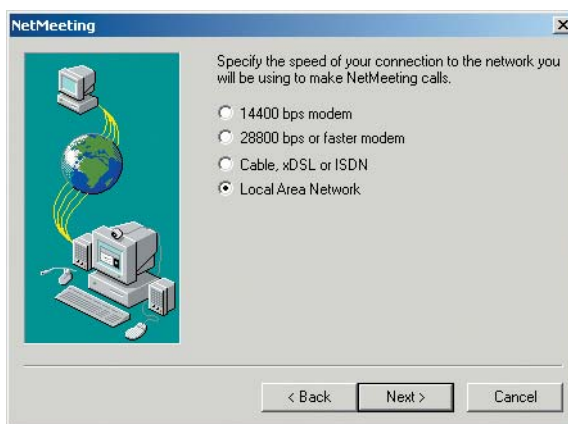 NetMeeting
Specify the speed of your connection to the network you
will be using to make NetMeeting calls.
14400 bps modem
28800 bps or faster modem
Cable, xDSL or ISDN
Local Area Network
< Back
Next >
Cancel